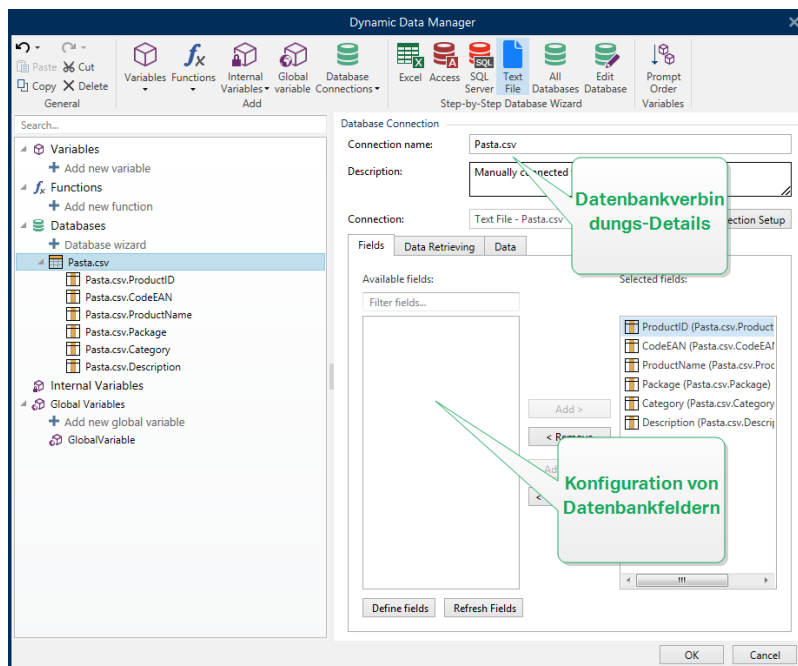 Dynamic Data Manager
Paste Cut
Copy Delete
General
Variables Functions Internal Variables Global variable Database Connections
Add
Excel Access SQL Server Text File All Databases Edit Database
Step-by-Step Database Wizard
Prompt Order
Variables
Search...
Variables
Add new variable
Functions
Add new function
Databases
Database wizard
Pasta.csv
Pasta.csv.ProductID
Pasta.csv.CodeEAN
Pasta.csv.ProductName
Pasta.csv.Package
Pasta.csv.Category
Pasta.csv.Description
Internal Variables
Global Variables
Add new global variable
GlobalVariable
Database Connection
Connection name: Pasta.csv
Description: Manually connected
Connection: Text File - Pasta.csv ection Setup
Datenbankverbin
dungs-Details
Fields Data Retrieving Data
Available fields: Selected fields:
Filter fields...
ProductID (Pasta.csv.Product
CodeEAN (Pasta.csv.CodeEAN
ProductName (Pasta.csv.Proc
Package (Pasta.csv.Package)
Category (Pasta.csv.Category
Description (Pasta.csv.Descrip
Add >
< Remove
Ad
<
Konfiguration von
Datenbankfeldern
Define fields Refresh Fields
OK Cancel